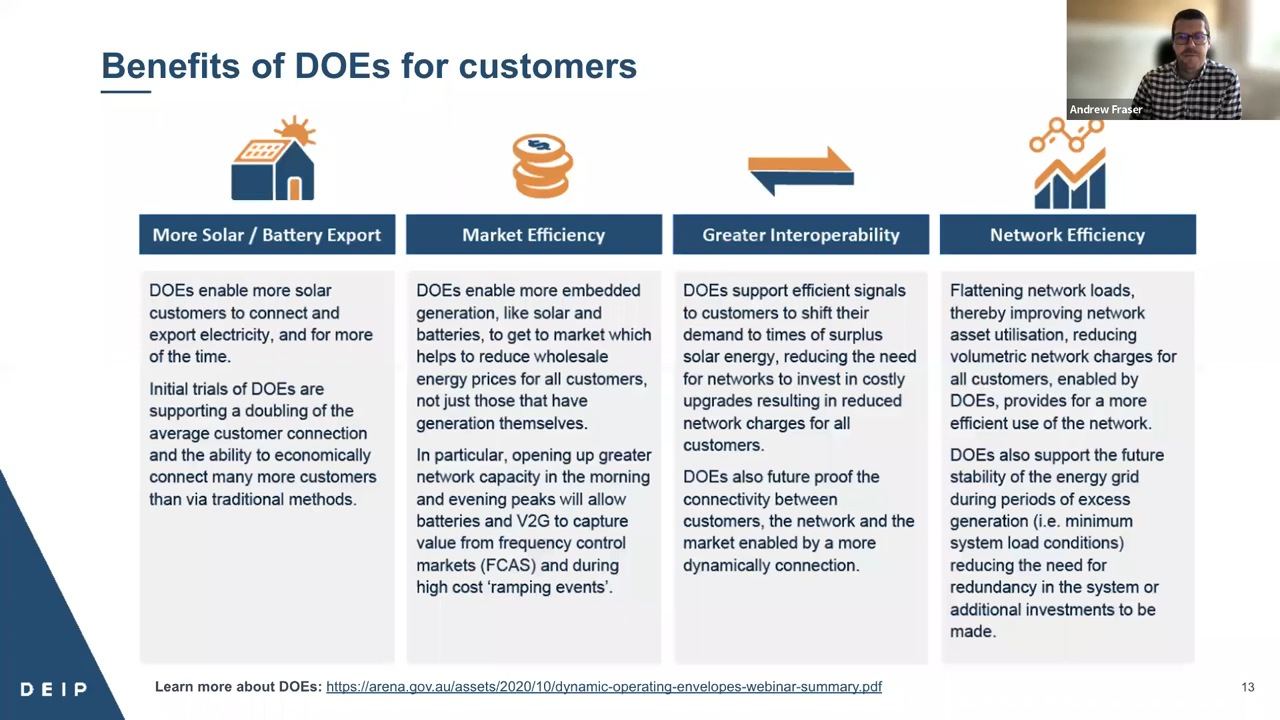 Benefits of DOEs for customers
Andrew Fraser
More Solar / Battery Export
DOEs enable more solar
customers to connect and
export electricity, and for more
of the time.
Initial trials of DOEs are
supporting a doubling of the
average customer connection
and the ability to economically
connect many more customers
than via traditional methods.
$
Market Efficiency
DOEs enable more embedded
generation, like solar and
batteries, to get to market which
helps to reduce wholesale
energy prices for all customers,
not just those that have
generation themselves.
In particular, opening up greater
network capacity in the morning
and evening peaks will allow
batteries and V2G to capture
value from frequency control
markets (FCAS) and during
high cost ‘ramping events’.
Greater Interoperability
DOEs support efficient signals
to customers to shift their
demand to times of surplus
solar energy, reducing the need
for networks to invest in costly
upgrades resulting in reduced
network charges for all
customers.
DOEs also future proof the
connectivity between
customers, the network and the
market enabled by a more
dynamically connection.
Network Efficiency
Flattening network loads,
thereby improving network
asset utilisation, reducing
volumetric network charges for
all customers, enabled by
DOEs, provides for a more
efficient use of the network.
DOEs also support the future
stability of the energy grid
during periods of excess
generation (i.e. minimum
system load conditions)
reducing the need for
redundancy in the system or
additional investments to be
made.
DEIP
Learn more about DOEs: https://arena.gov.au/assets/2020/10/dynamic-operating-envelopes-webinar-summary.pdf
13